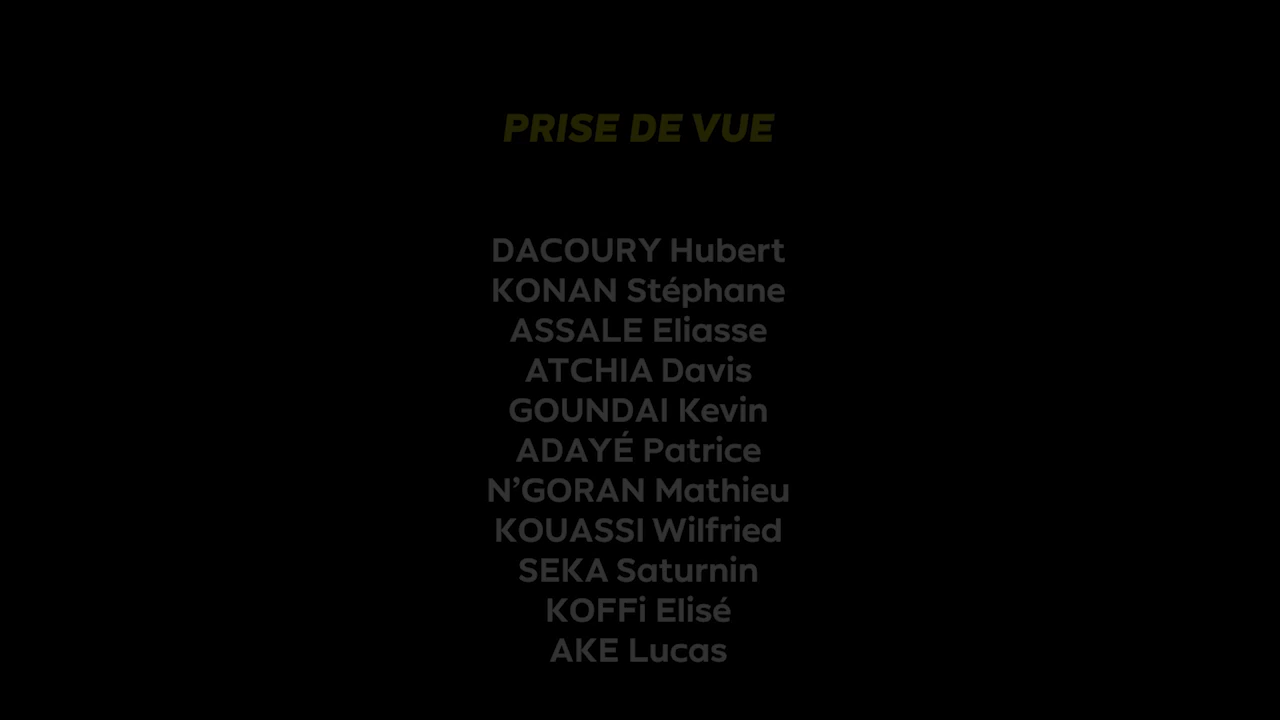 PRISE DE VUE
DACOURY Hubert
KONAN Stéphane
ASSALE Eliasse
ATCHIA Davis
GOUNDAI Kevin
ADAYÉ Patrice
N’GORAN Mathieu
KOUASSI Wilfried
SEKA Saturnin
KOFFi Elisé
AKE Lucas